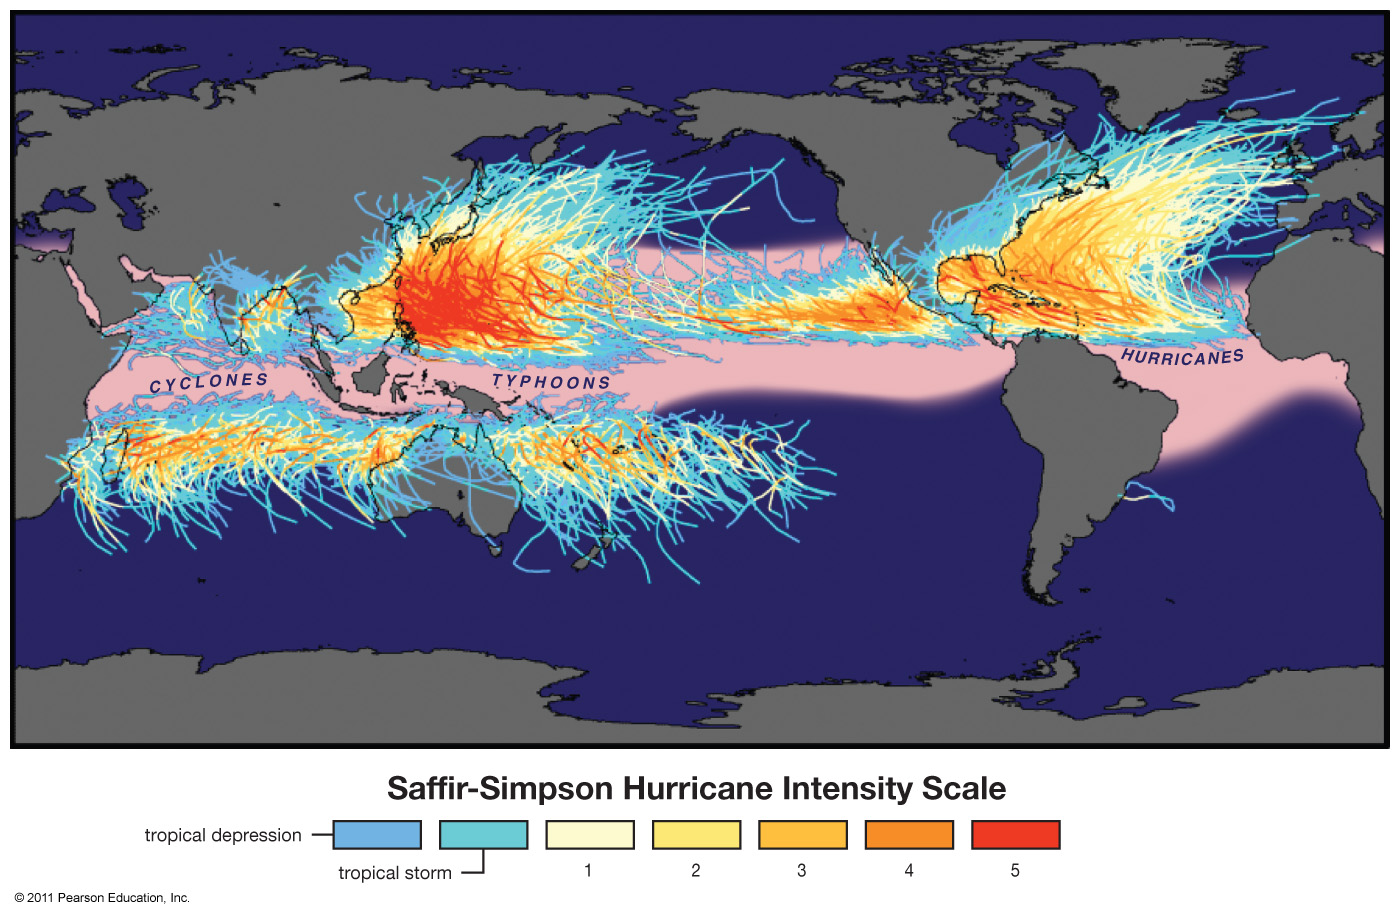 CYCLONES
TYPHOONS
HURRICANES
Saffir-Simpson Hurricane Intensity Scale
tropical depression
tropical storm
1 2 3 4 5
© 2011 Pearson Education, Inc.